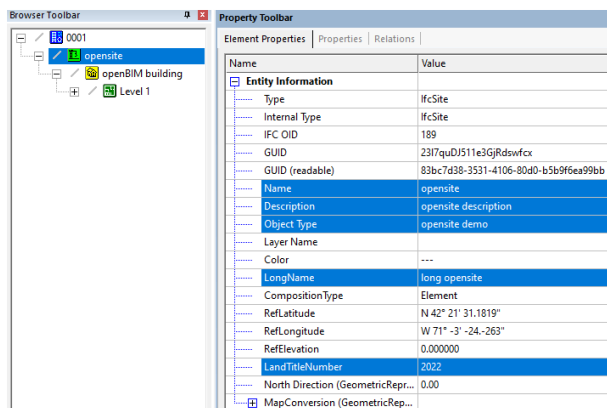 Browser Toolbar
0001
opensite
openBIM building
Level 1
Property Toolbar
Element Properties Properties Relations
Name Value
Entity Information
Type IfcSite
Internal Type IfcSite
IFC OID 189
GUID 23I7quDJ511e3GjRdswfcx
GUID (readable) 83bc7d38-3531-4106-80d0-b5b9f6ea99bb
Name opensite
Description opensite description
Object Type opensite demo
Layer Name
Color ---
LongName long opensite
CompositionType Element
RefLatitude N 42° 21' 31.1819"
RefLongitude W 71° -3' -24.-263"
RefElevation 0.000000
LandTitleNumber 2022
North Direction (GeometricRepr... 0.00
MapConversion (GeometricRep...